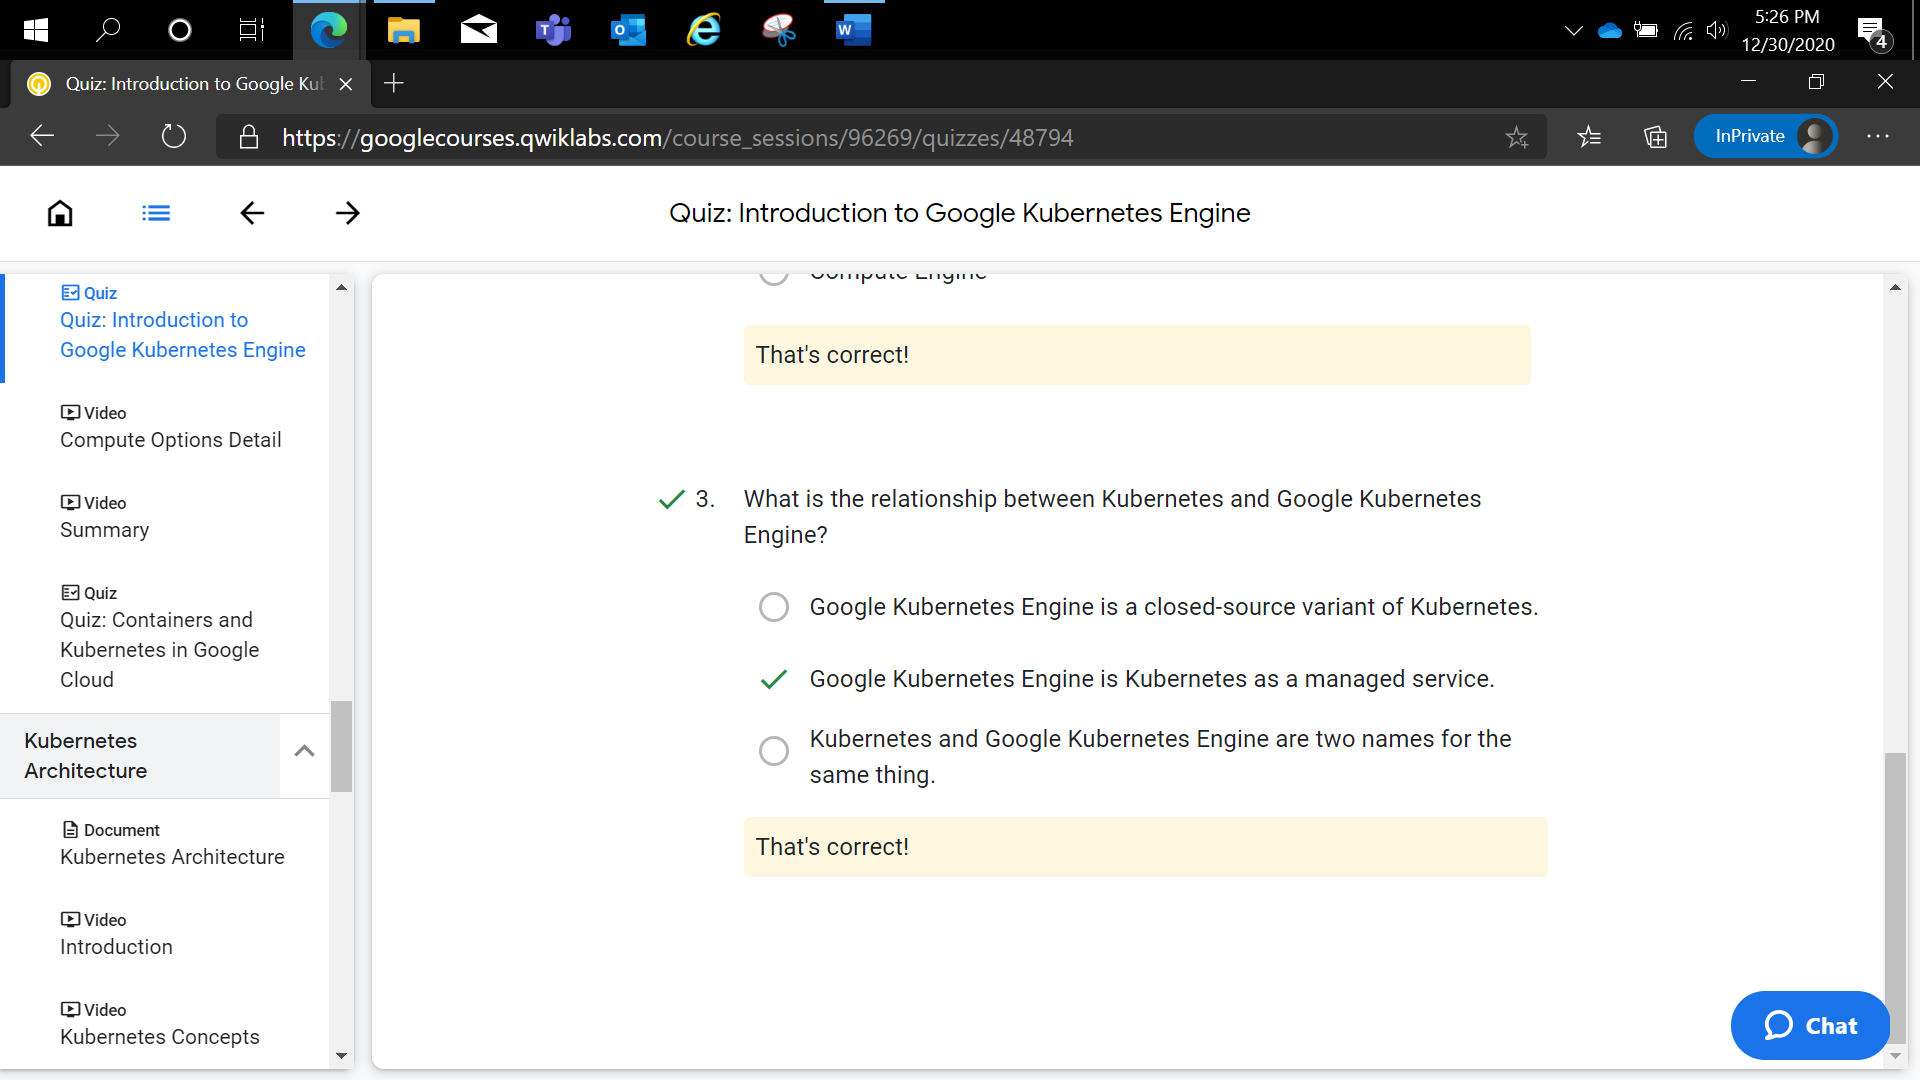 5:26 PM
12/30/2020
4
Quiz: Introduction to Google Kub
https://googlecourses.qwiklabs.com/course_sessions/96269/quizzes/48794
InPrivate
Quiz: Introduction to Google Kubernetes Engine
Quiz
Quiz: Introduction to
Google Kubernetes Engine
Video
Compute Options Detail
Video
Summary
Quiz
Quiz: Containers and
Kubernetes in Google
Cloud
Kubernetes
Architecture
Document
Kubernetes Architecture
Video
Introduction
Video
Kubernetes Concepts
Compute Engine
That's correct!
3. What is the relationship between Kubernetes and Google Kubernetes
Engine?
Google Kubernetes Engine is a closed-source variant of Kubernetes.
Google Kubernetes Engine is Kubernetes as a managed service.
Kubernetes and Google Kubernetes Engine are two names for the
same thing.
That's correct!
Chat